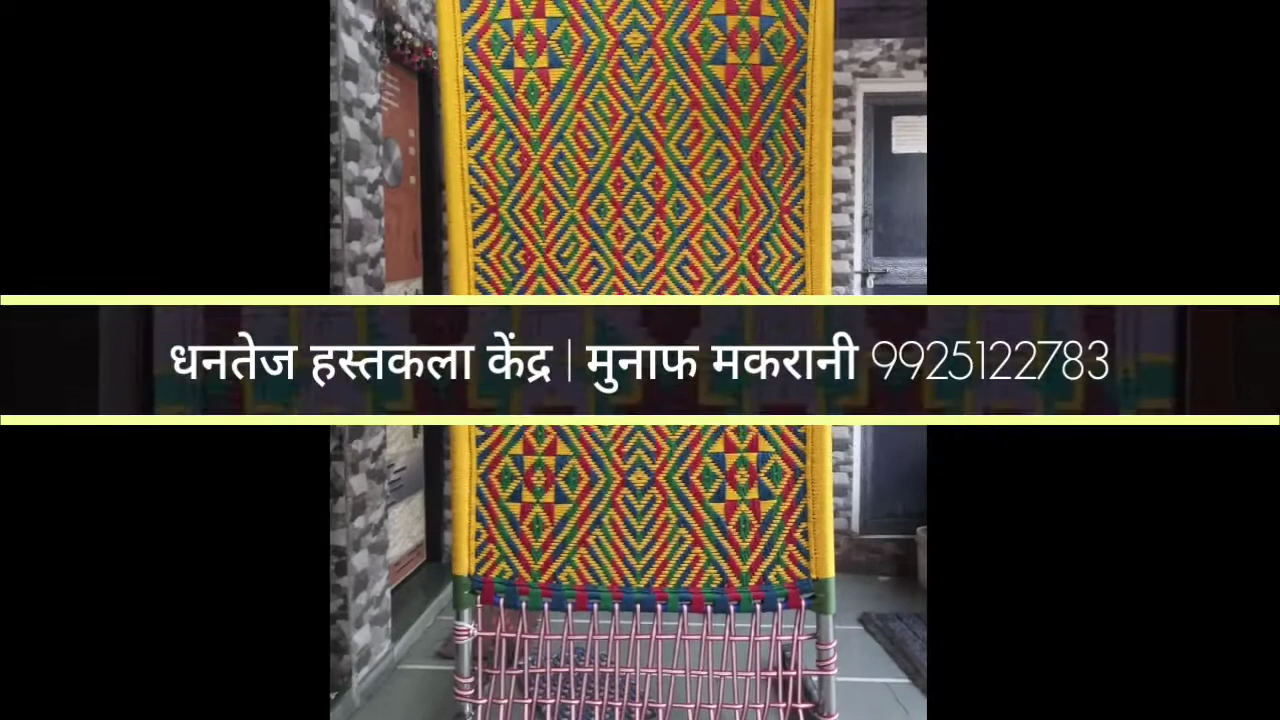 धनतेज हस्तकला केंद्र | मुनाफ मकरानी 9925122783